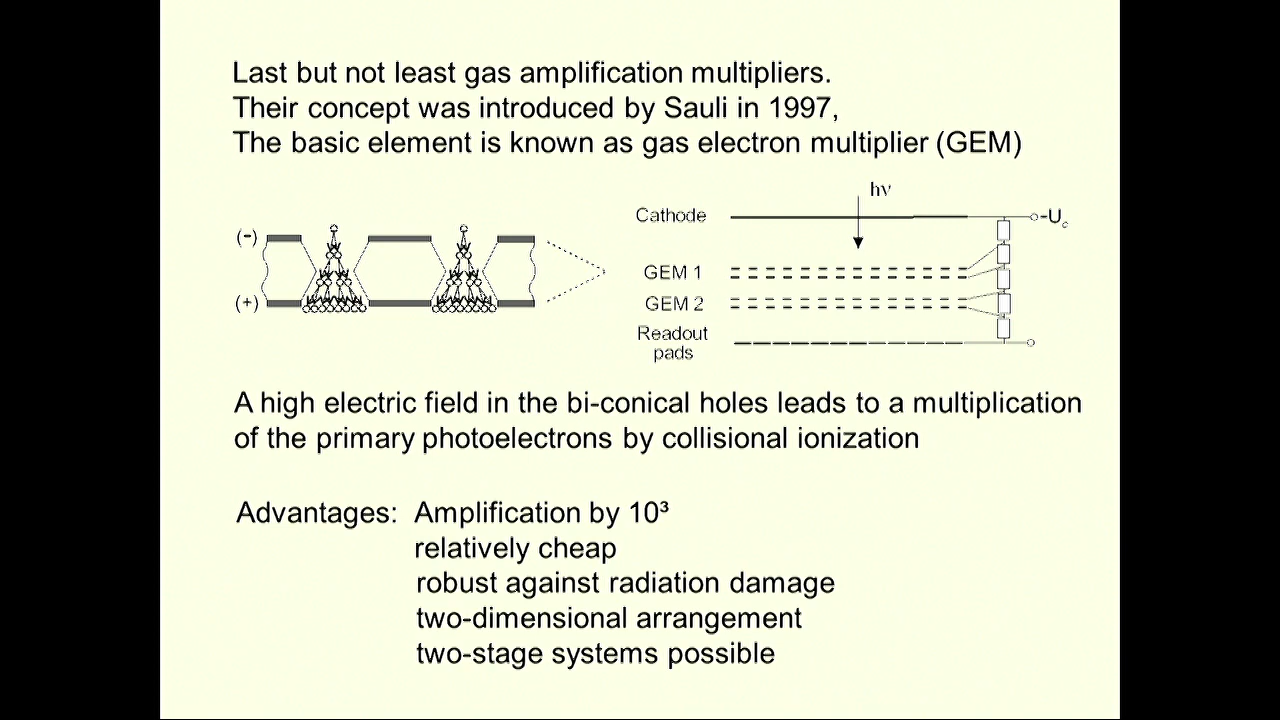 Last but not least gas amplification multipliers.
Their concept was introduced by Sauli in 1997,
The basic element is known as gas electron multiplier (GEM)
(-)
(+)
hν
Cathode
-Uc
GEM 1
GEM 2
Readout
pads
A high electric field in the bi-conical holes leads to a multiplication
of the primary photoelectrons by collisional ionization
Advantages: Amplification by 10³
relatively cheap
robust against radiation damage
two-dimensional arrangement
two-stage systems possible